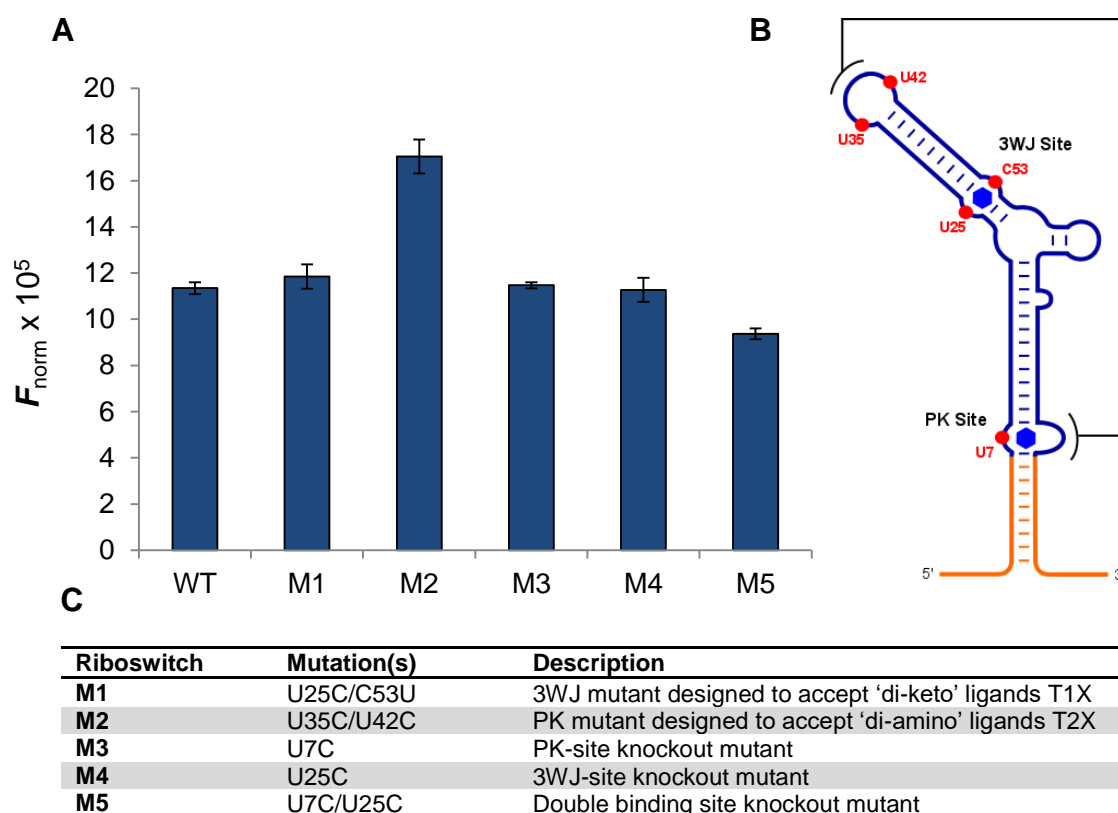 A
F_norm x 10⁵
20
18
16
14
12
10
8
6
4
2
0
WT M1 M2 M3 M4 M5
B
U42
U35
3WJ Site
C53
U25
PK Site
U7
5'
C
Riboswitch Mutation(s) Description
M1 U25C/C53U 3WJ mutant designed to accept ‘di-keto’ ligands T1X
M2 U35C/U42C PK mutant designed to accept ‘di-amino’ ligands T2X
M3 U7C PK-site knockout mutant
M4 U25C 3WJ-site knockout mutant
M5 U7C/U25C Double binding site knockout mutant